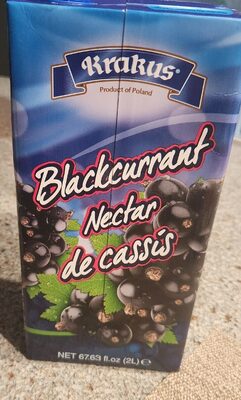 Krakus®
Product of Poland
Blackcurrant
Nectar
de cassis
NET 67.63 fl.oz (2L) ℮